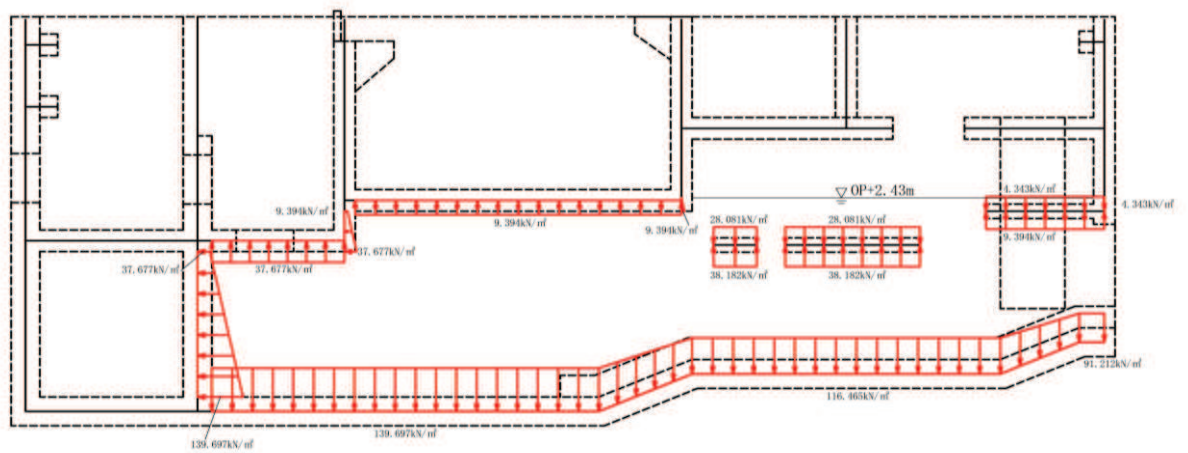 ▽ OP+2.43m
4.343kN/㎡
4.343kN/㎡
9.394kN/㎡
9.394kN/㎡
9.394kN/㎡
28.081kN/㎡
28.081kN/㎡
9.394kN/㎡
37.677kN/㎡
37.677kN/㎡
37.677kN/㎡
38.182kN/㎡
38.182kN/㎡
91.212kN/㎡
116.465kN/㎡
139.697kN/㎡
139.697kN/㎡